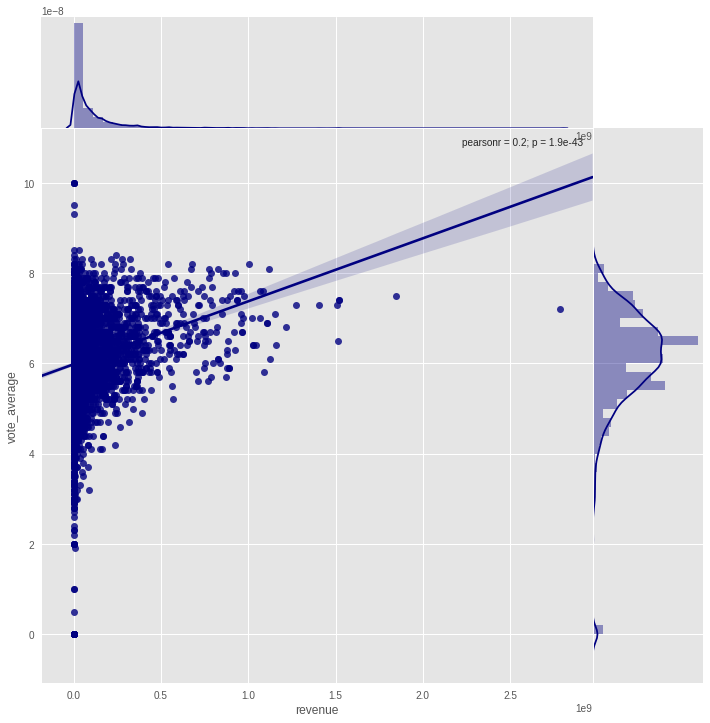 1e−8
1e9
pearsonr = 0.2; p = 1.9e-43
10
8
6
4
2
0
vote_average
0.0 0.5 1.0 1.5 2.0 2.5
revenue
1e9